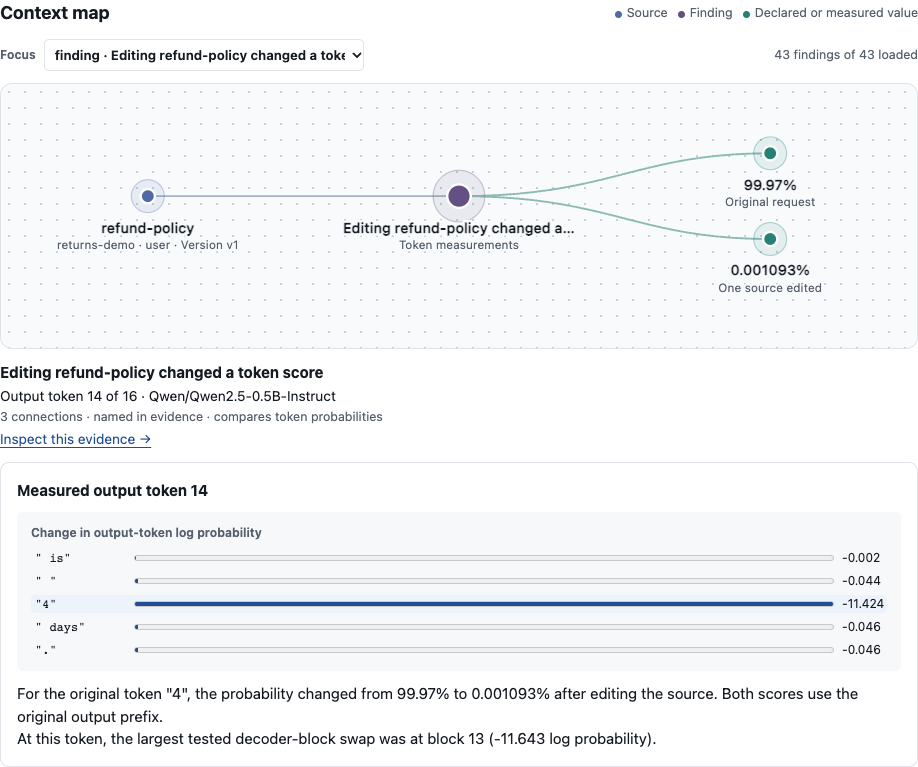 Context map
Source Finding Declared or measured value
Focus finding · Editing refund-policy changed a toke 43 findings of 43 loaded
99.97%
Original request
refund-policy
returns-demo · user · Version v1
Editing refund-policy changed a...
Token measurements
0.001093%
One source edited
Editing refund-policy changed a token score
Output token 14 of 16 · Qwen/Qwen2.5-0.5B-Instruct
3 connections · named in evidence · compares token probabilities
Inspect this evidence →
Measured output token 14
Change in output-token log probability
" is" -0.002
" " -0.044
"4" -11.424
" days" -0.046
"." -0.046
For the original token "4", the probability changed from 99.97% to 0.001093% after editing the source. Both scores use the
original output prefix.
At this token, the largest tested decoder-block swap was at block 13 (-11.643 log probability).